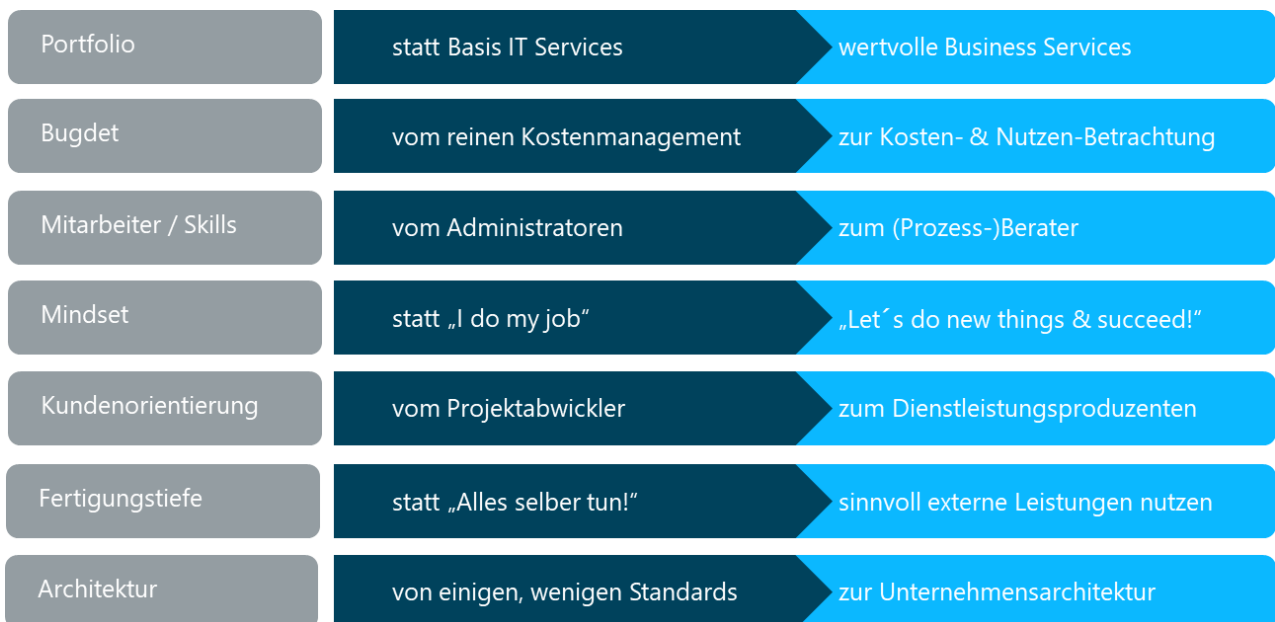 Portfolio statt Basis IT Services wertvolle Business Services
Bugdet vom reinen Kostenmanagement zur Kosten- & Nutzen-Betrachtung
Mitarbeiter / Skills vom Administratoren zum (Prozess-)Berater
Mindset statt „I do my job“ „Let´s do new things & succeed!“
Kundenorientierung vom Projektabwickler zum Dienstleistungsproduzenten
Fertigungstiefe statt „Alles selber tun!“ sinnvoll externe Leistungen nutzen
Architektur von einigen, wenigen Standards zur Unternehmensarchitektur